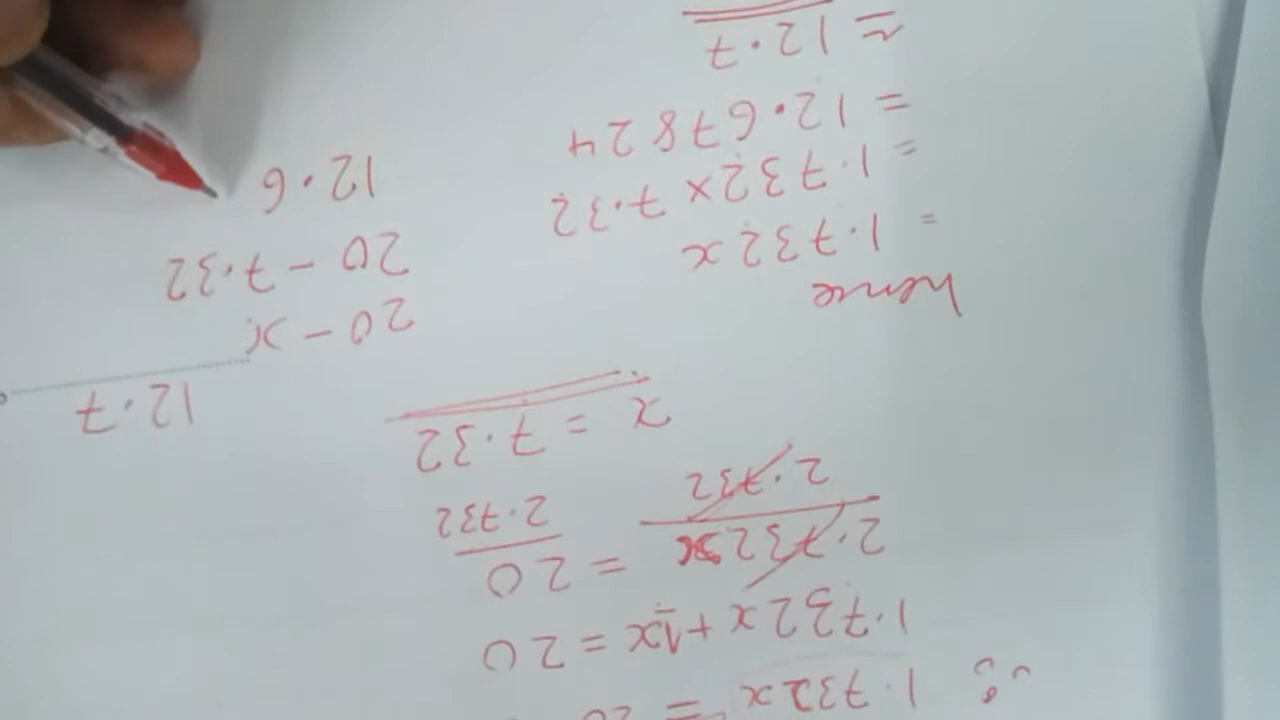 1.732x =
1.732x + 1x = 20
2.732x = 20
2.732 2.732
x = 7.32
12.7
hence
= 1.732x
= 1.732 × 7.32
= 12.67824
≈ 12.7
20 - x
20 - 7.32
12.6